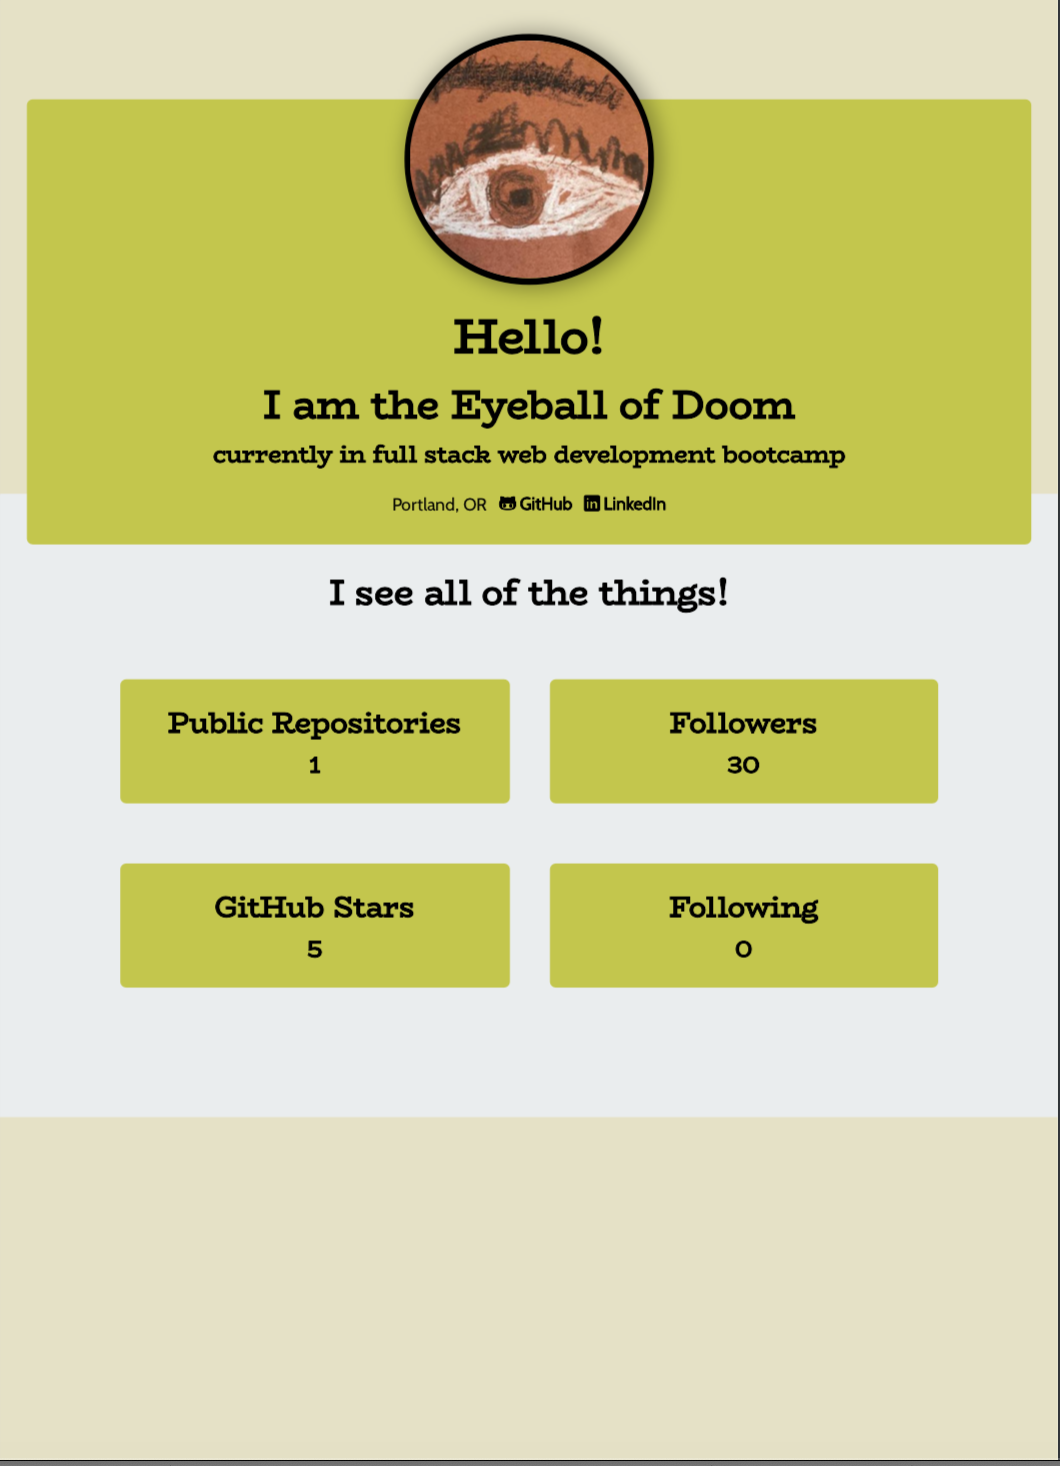 Hello!
I am the Eyeball of Doom
currently in full stack web development bootcamp
Portland, OR GitHub LinkedIn
I see all of the things!
Public Repositories
1
Followers
30
GitHub Stars
5
Following
0